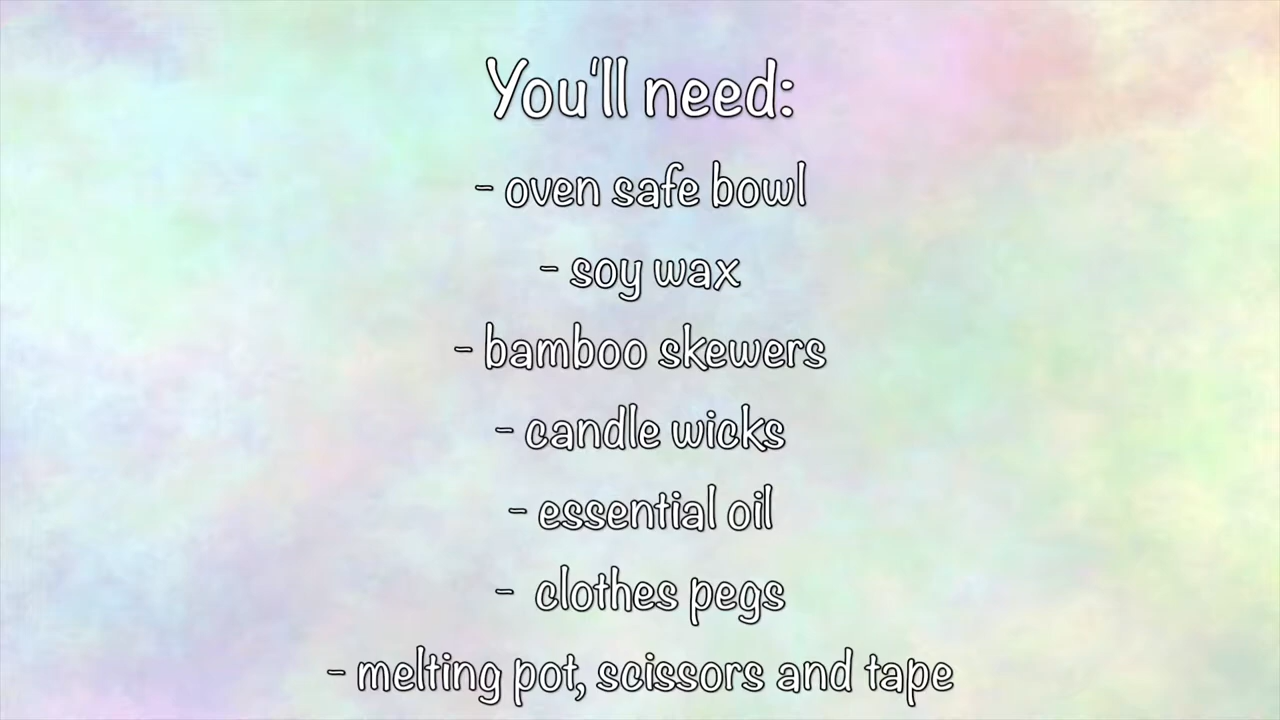 You'll need:
- oven safe bowl
- soy wax
- bamboo skewers
- candle wicks
- essential oil
- clothes pegs
- melting pot, scissors and tape